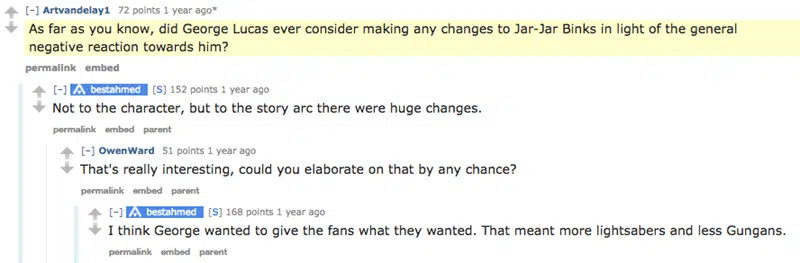 [–] Artvandelay1 72 points 1 year ago*
As far as you know, did George Lucas ever consider making any changes to Jar-Jar Binks in light of the general
negative reaction towards him?
permalink embed
[–] bestahmed [S] 152 points 1 year ago
Not to the character, but to the story arc there were huge changes.
permalink embed parent
[–] OwenWard 51 points 1 year ago
That's really interesting, could you elaborate on that by any chance?
permalink embed parent
[–] bestahmed [S] 168 points 1 year ago
I think George wanted to give the fans what they wanted. That meant more lightsabers and less Gungans.
permalink embed parent